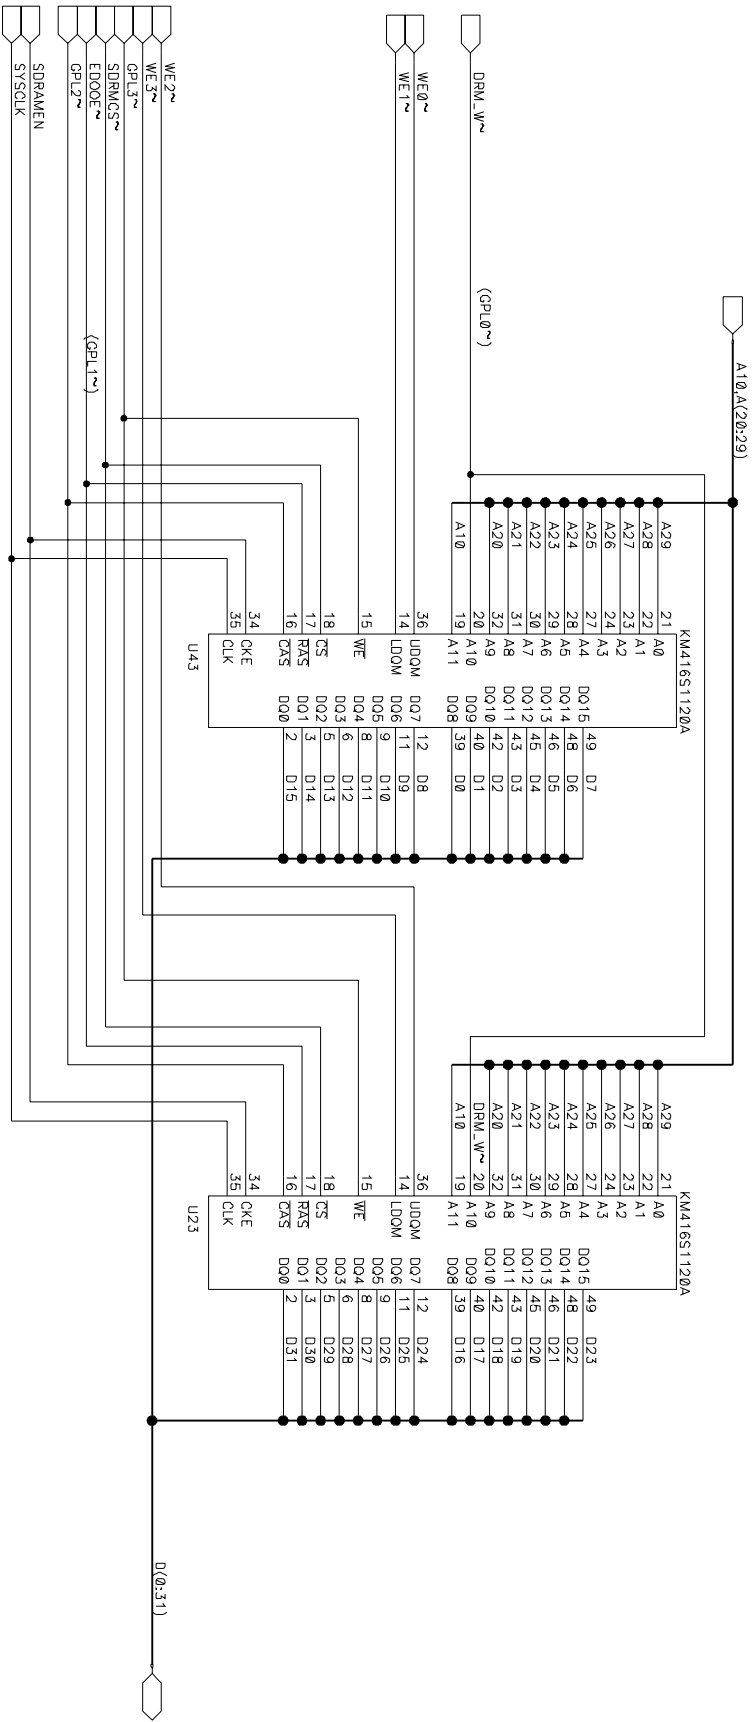 A10,A(20:29)
KM416S1120A KM416S1120A
A29 21 A0 A29 21 A0
A28 22 A1 A28 22 A1
A27 23 A2 A27 23 A2
A26 24 A3 A26 24 A3
A25 27 A4 DQ15 49 D7 A25 27 A4 DQ15 49 D23
A24 28 A5 DQ14 48 D6 A24 28 A5 DQ14 48 D22
A23 29 A6 DQ13 46 D5 A23 29 A6 DQ13 46 D21
A22 30 A7 DQ12 45 D4 A22 30 A7 DQ12 45 D20
A21 31 A8 DQ11 43 D3 A21 31 A8 DQ11 43 D19
A20 32 A9 DQ10 42 D2 A20 32 A9 DQ10 42 D18
DRM_W~ (GPL0~) 20 A10 DQ9 40 D1 DRM_W~ 20 A10 DQ9 40 D17
A10 19 A11 DQ8 39 D0 A10 19 A11 DQ8 39 D16
WE0~ 36 UDQM DQ7 12 D8 36 UDQM DQ7 12 D24
WE1~ 14 LDQM DQ6 11 D9 14 LDQM DQ6 11 D25
DQ5 9 D10 DQ5 9 D26
15 WE DQ4 8 D11 15 WE DQ4 8 D27
DQ3 6 D12 DQ3 6 D28
18 CS DQ2 5 D13 18 CS DQ2 5 D29
17 RAS DQ1 3 D14 17 RAS DQ1 3 D30
16 CAS DQ0 2 D15 16 CAS DQ0 2 D31
34 CKE 34 CKE
35 CLK 35 CLK
U43 U23
WE2~ D(0:31)
WE3~
GPL3~
SDRMCS~
EDOOE~ (GPL1~)
GPL2~
SDRAMEN
SYSCLK